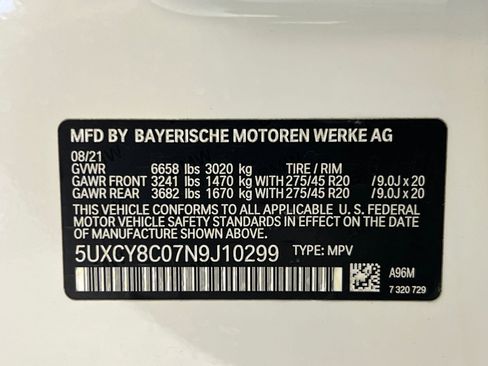 MFD BY BAYERISCHE MOTOREN WERKE AG
08/21
GVWR 6658 lbs 3020 kg TIRE / RIM
GAWR FRONT 3241 lbs 1470 kg WITH 275/45 R20 / 9.0J x 20
GAWR REAR 3682 lbs 1670 kg WITH 275/45 R20 / 9.0J x 20
THIS VEHICLE CONFORMS TO ALL APPLICABLE U. S. FEDERAL
MOTOR VEHICLE SAFETY STANDARDS IN EFFECT ON THE DATE
OF MANUFACTURE SHOWN ABOVE.
5UXCY8C07N9J10299 TYPE: MPV
A96M
7 320 729